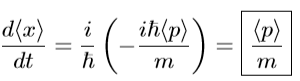 d⟨x⟩/dt = i/ħ (−iħ⟨p⟩/m) = ⟨p⟩/m